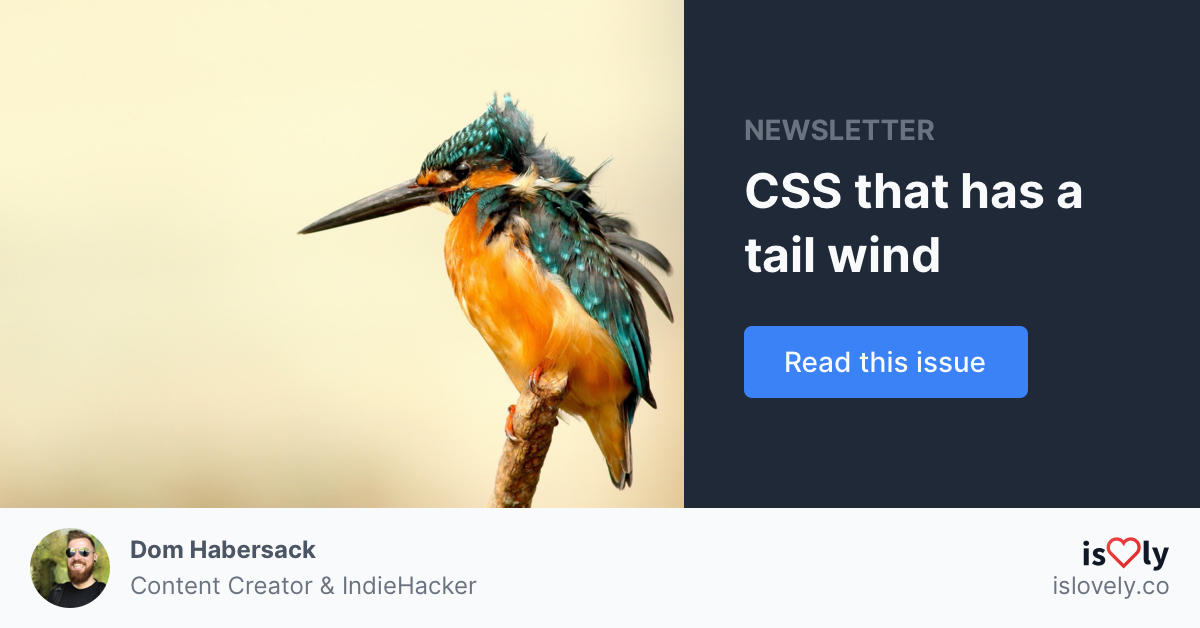 NEWSLETTER
CSS that has a
tail wind
Read this issue
Dom Habersack
Content Creator & IndieHacker
is♡ly
islovely.co